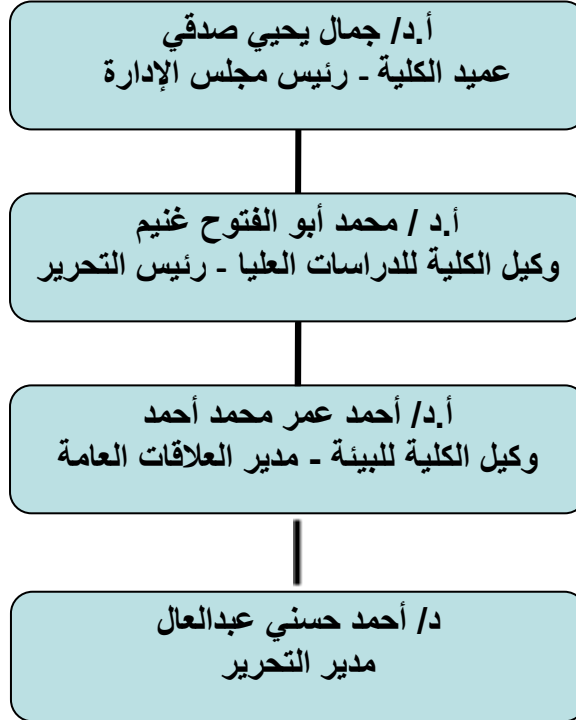 أ.د/ جمال يحيي صدقي
عميد الكلية - رئيس مجلس الإدارة
أ.د / محمد أبو الفتوح غنيم
وكيل الكلية للدراسات العليا - رئيس التحرير
أ.د/ أحمد عمر محمد أحمد
وكيل الكلية للبيئة - مدير العلاقات العامة
د/ أحمد حسني عبدالعال
مدير التحرير